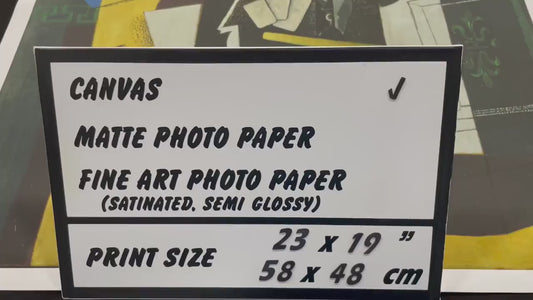 CANVAS ✓
MATTE PHOTO PAPER
FINE ART PHOTO PAPER
(SATINATED, SEMI GLOSSY)
PRINT SIZE 23 x 19 "
58 x 48 cm